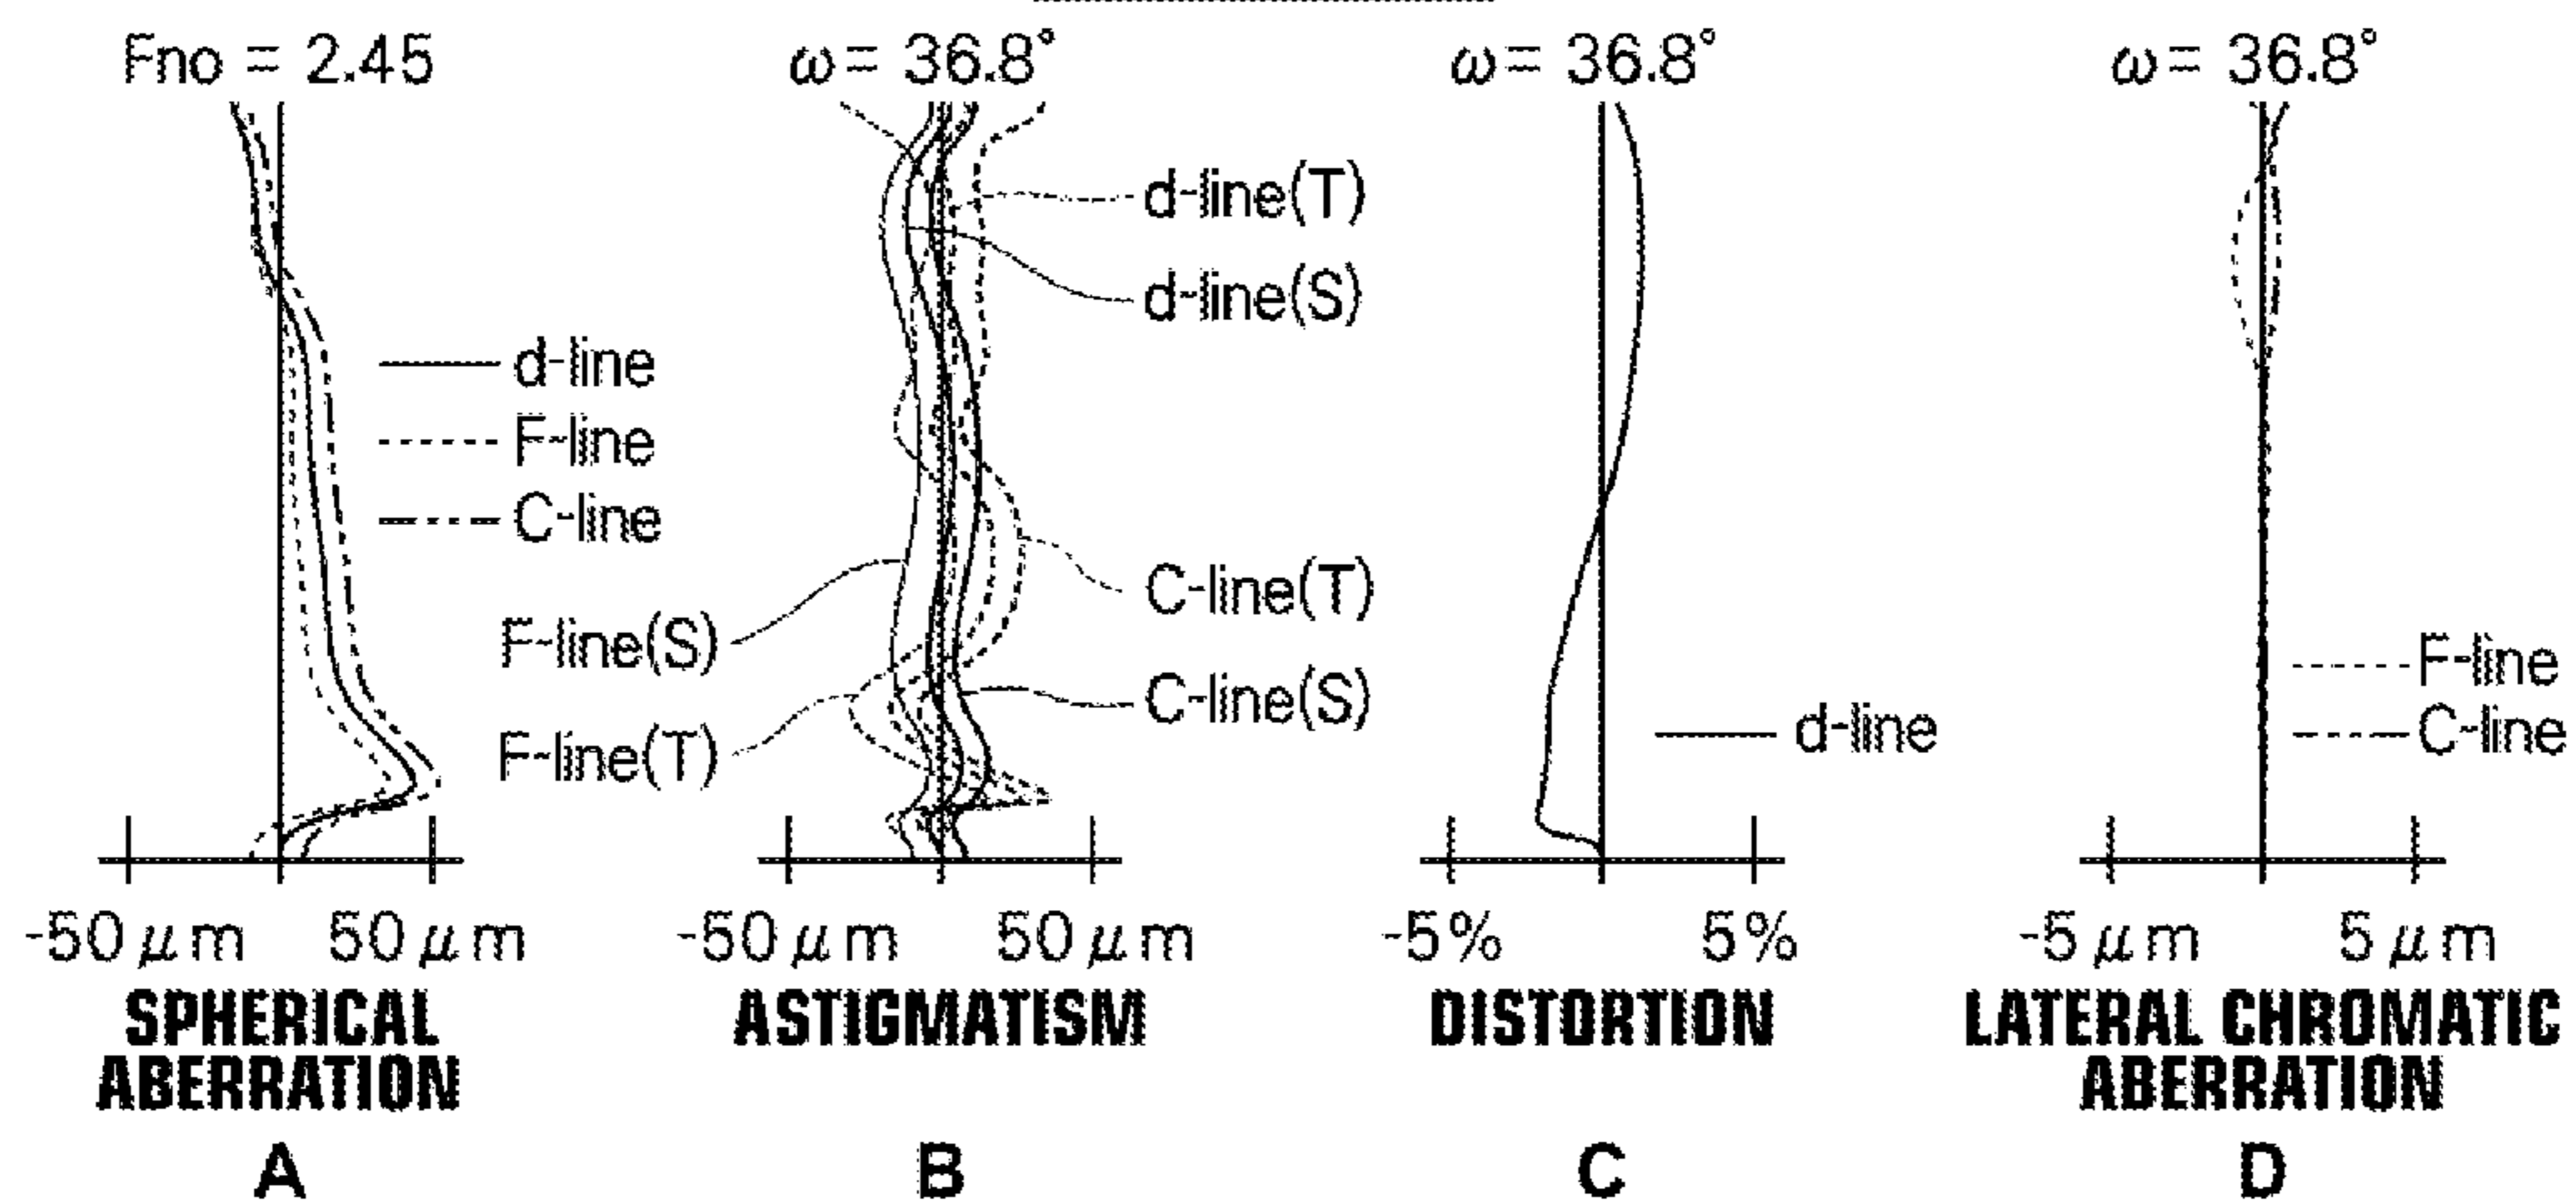 Fno = 2.45
ω= 36.8°
ω= 36.8°
ω= 36.8°
d-line
F-line
C-line
d-line(T)
d-line(S)
F-line(S)
F-line(T)
C-line(T)
C-line(S)
d-line
F-line
C-line
-50 μm 50 μm
-50 μm 50 μm
-5% 5%
-5 μm 5 μm
SPHERICAL
ABERRATION
ASTIGMATISM
DISTORTION
LATERAL CHROMATIC
ABERRATION
A
B
C
D